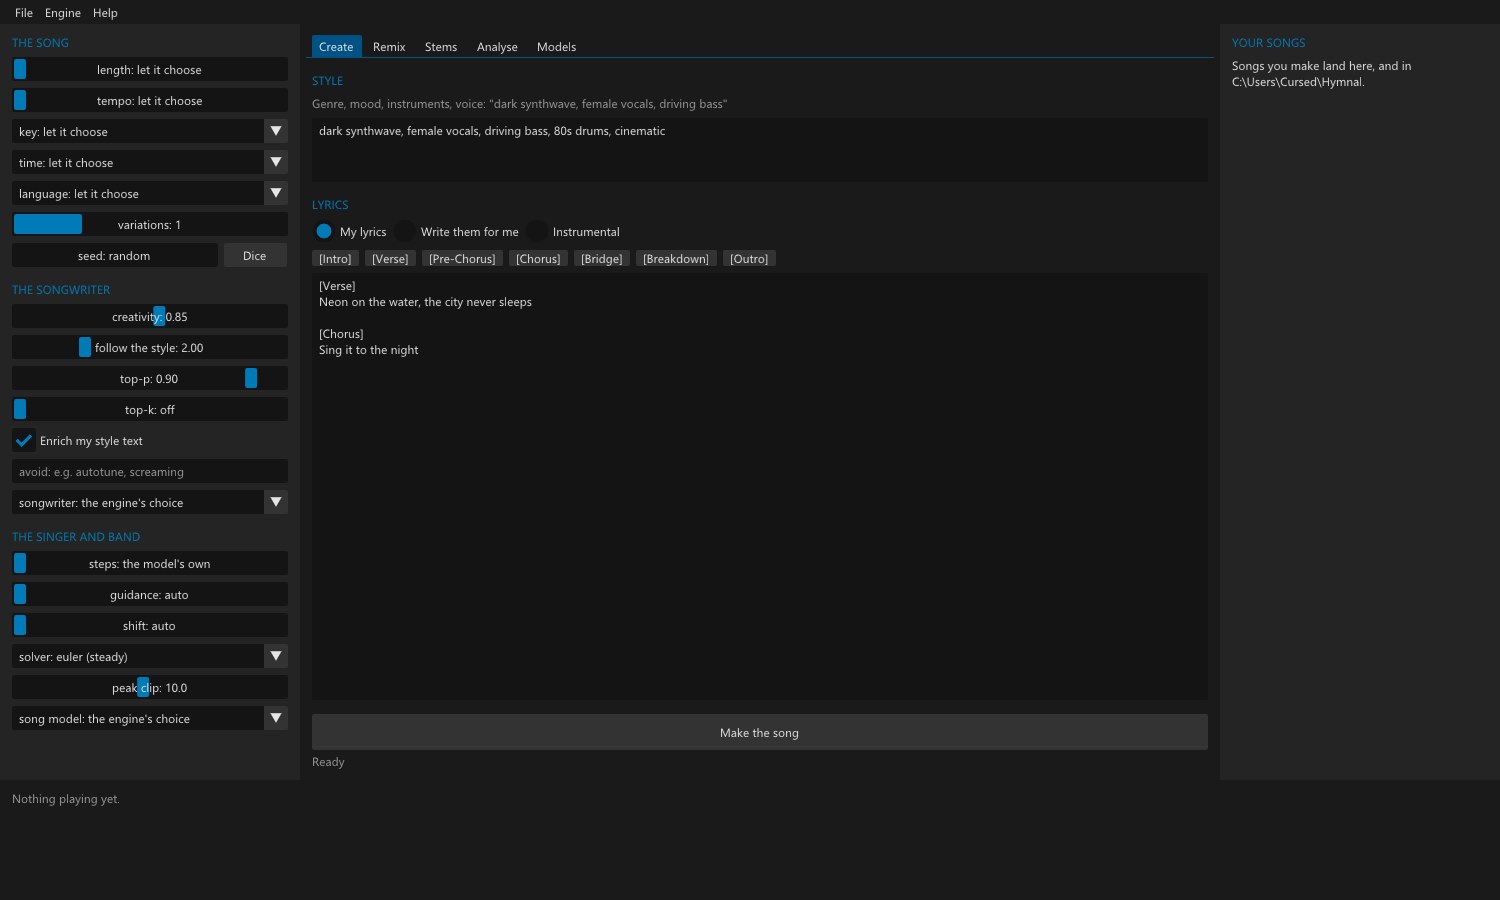 File Engine Help
THE SONG
length: let it choose
tempo: let it choose
key: let it choose
time: let it choose
language: let it choose
variations: 1
seed: random Dice
THE SONGWRITER
creativity: 0.85
follow the style: 2.00
top-p: 0.90
top-k: off
Enrich my style text
avoid: e.g. autotune, screaming
songwriter: the engine's choice
THE SINGER AND BAND
steps: the model's own
guidance: auto
shift: auto
solver: euler (steady)
peak clip: 10.0
song model: the engine's choice
Create Remix Stems Analyse Models
STYLE
Genre, mood, instruments, voice: "dark synthwave, female vocals, driving bass"
dark synthwave, female vocals, driving bass, 80s drums, cinematic
LYRICS
My lyrics Write them for me Instrumental
[Intro] [Verse] [Pre-Chorus] [Chorus] [Bridge] [Breakdown] [Outro]
[Verse]
Neon on the water, the city never sleeps
[Chorus]
Sing it to the night
Make the song
Ready
YOUR SONGS
Songs you make land here, and in
C:\Users\Cursed\Hymnal.
Nothing playing yet.